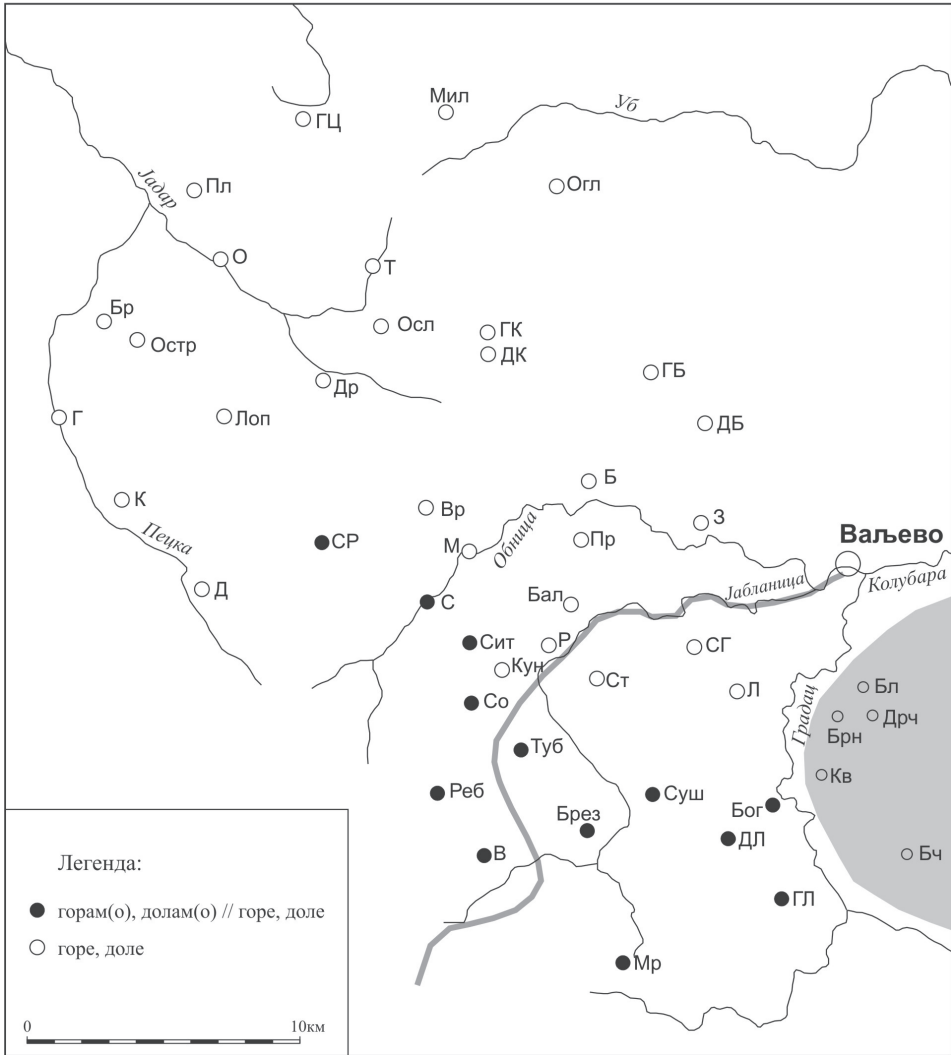 Мил
Уб
ГЦ
Јадар
Пл
Огл
О
Т
Бр
Осл
ГК
Остр
ДК
ГБ
Др
Г
Лоп
ДБ
Б
К
Вр
З
Обница
Пецка
СР
М
Пр
Ваљево
Колубара
Јабланица
Д
С
Бал
Сит
Р
СГ
Кун
Ст
Л
Бл
Со
Градац
Дрч
Брн
Туб
Кв
Реб
Суш
Бог
Брез
ДЛ
В
Бч
ГЛ
Мр
Легенда:
горам(о), долам(о) // горе, доле
горе, доле
0 10км